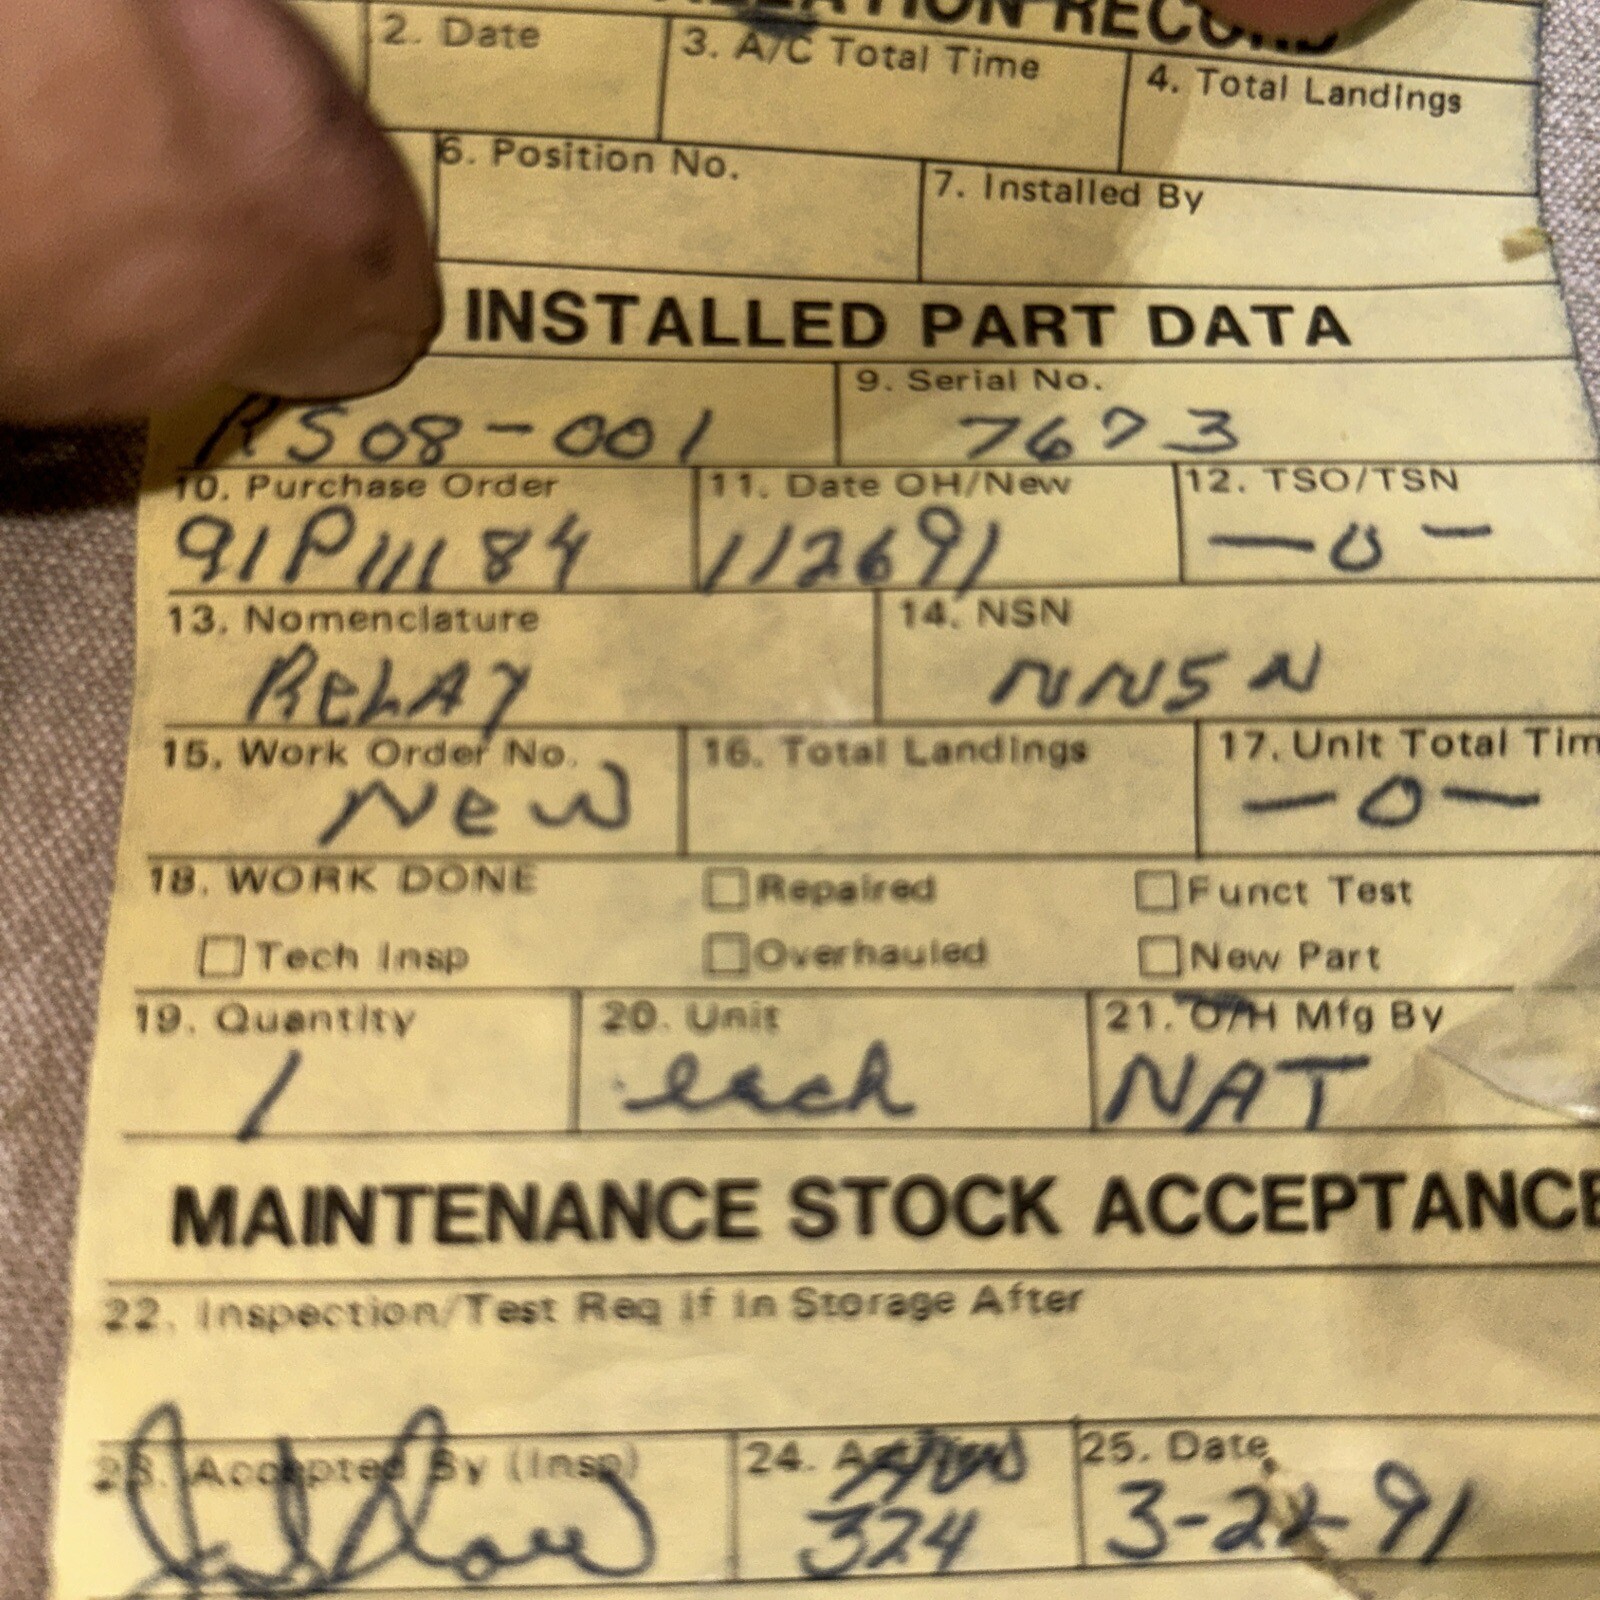 RECORD
2. Date 3. A/C Total Time 4. Total Landings
6. Position No. 7. Installed By
INSTALLED PART DATA
9. Serial No.
RS08-001 7673
10. Purchase Order 11. Date OH/New 12. TSO/TSN
91P11184 112691 -0-
13. Nomenclature 14. NSN
RELAY NNSN
15. Work Order No. 16. Total Landings 17. Unit Total Tim
New -0-
18. WORK DONE Repaired Funct Test
Tech Insp Overhauled New Part
19. Quantity 20. Unit 21. O/H Mfg By
1 each NAT
MAINTENANCE STOCK ACCEPTANCE
22. Inspection/Test Req If in Storage After
23. Accepted By (Insp) 24. 25. Date
324 3-22-91